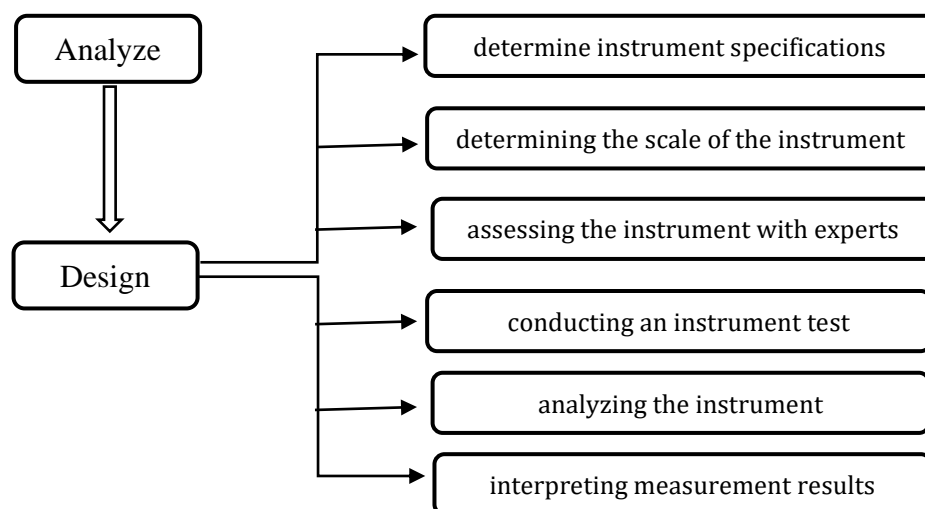 Analyze
Design
determine instrument specifications
determining the scale of the instrument
assessing the instrument with experts
conducting an instrument test
analyzing the instrument
interpreting measurement results